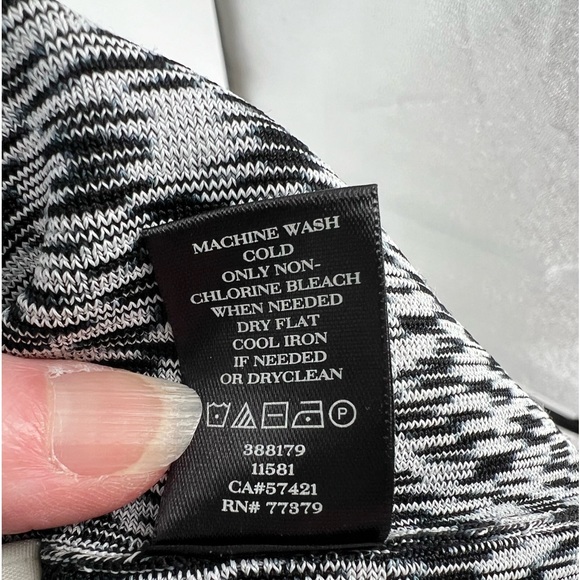 MACHINE WASH
COLD
ONLY NON-
CHLORINE BLEACH
WHEN NEEDED
DRY FLAT
COOL IRON
IF NEEDED
OR DRYCLEAN
P
388179
11581
CA#57421
RN# 77379